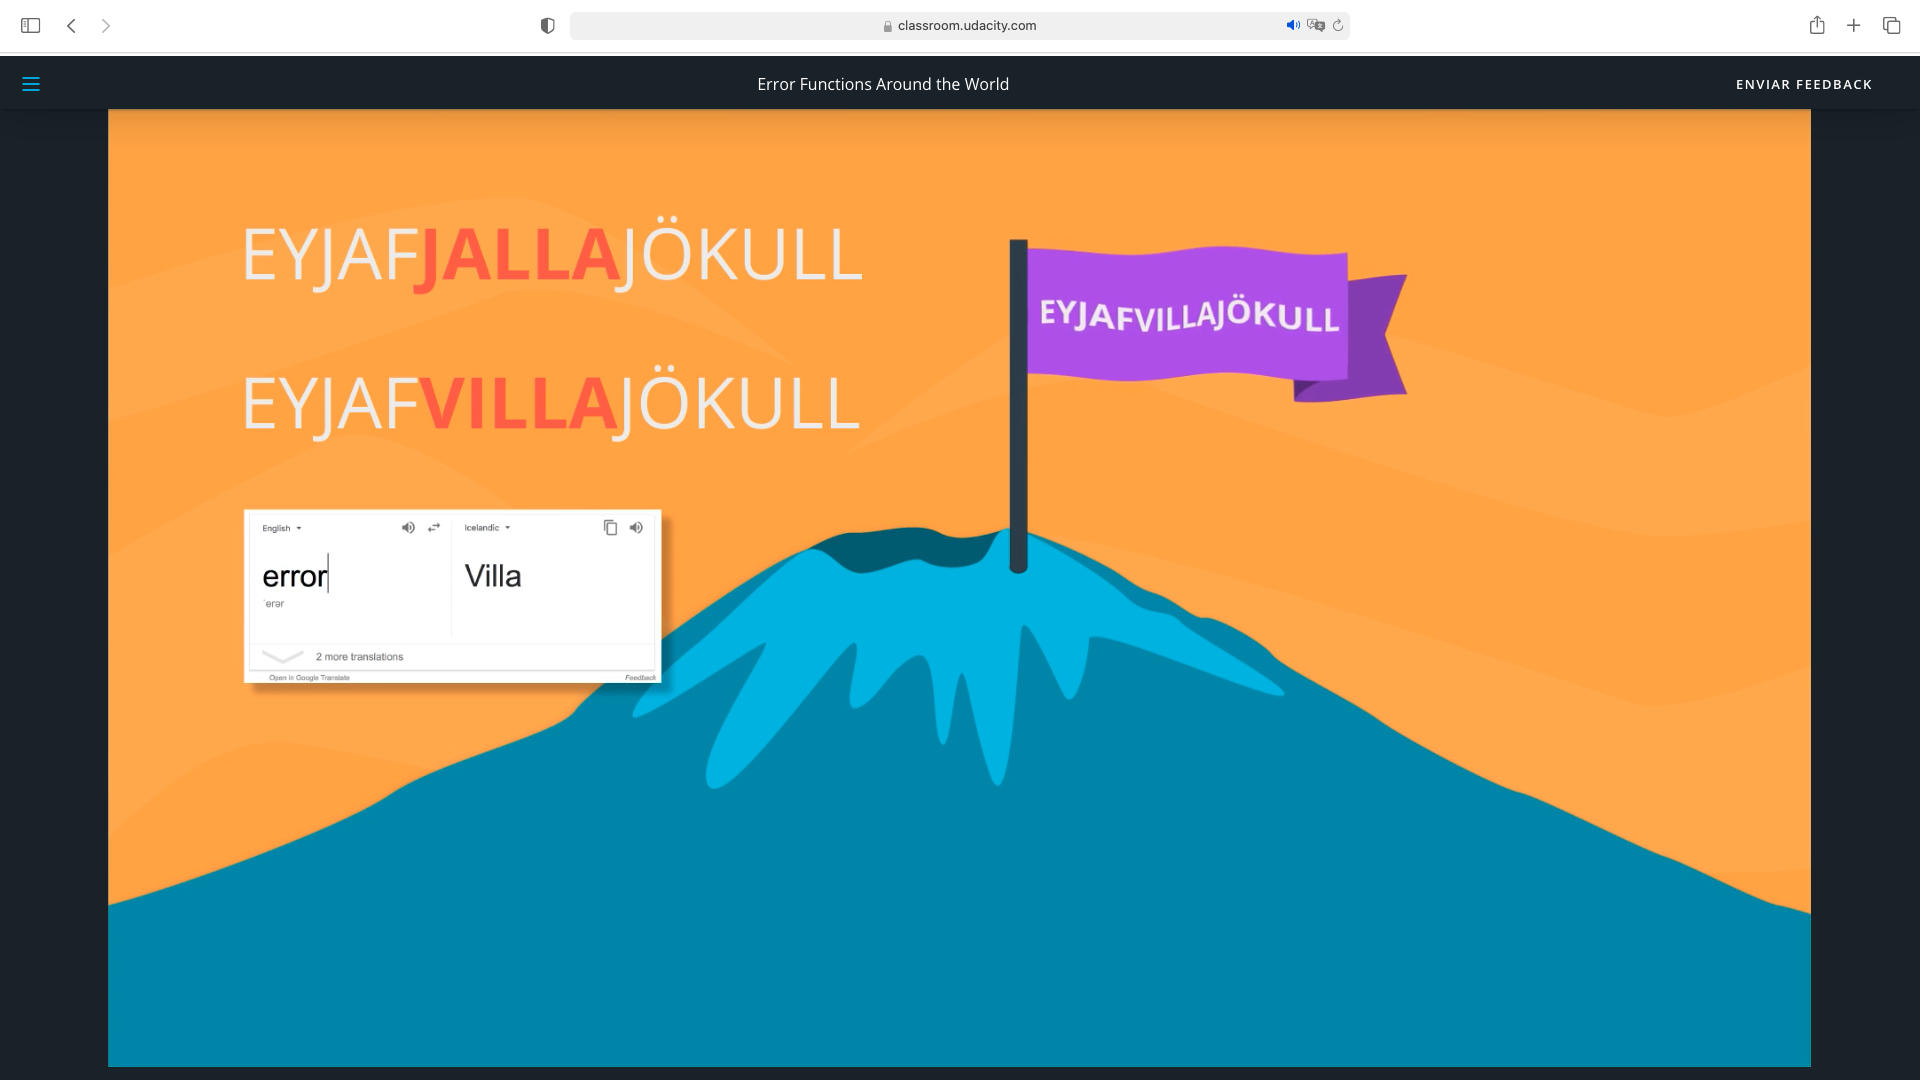 classroom.udacity.com
Error Functions Around the World
ENVIAR FEEDBACK
EYJAFJALLAJÖKULL
EYJAFVILLAJÖKULL
EYJAFVILLAJÖKULL
English
Icelandic
error
Villa
ˈerər
2 more translations
Open in Google Translate
Feedback